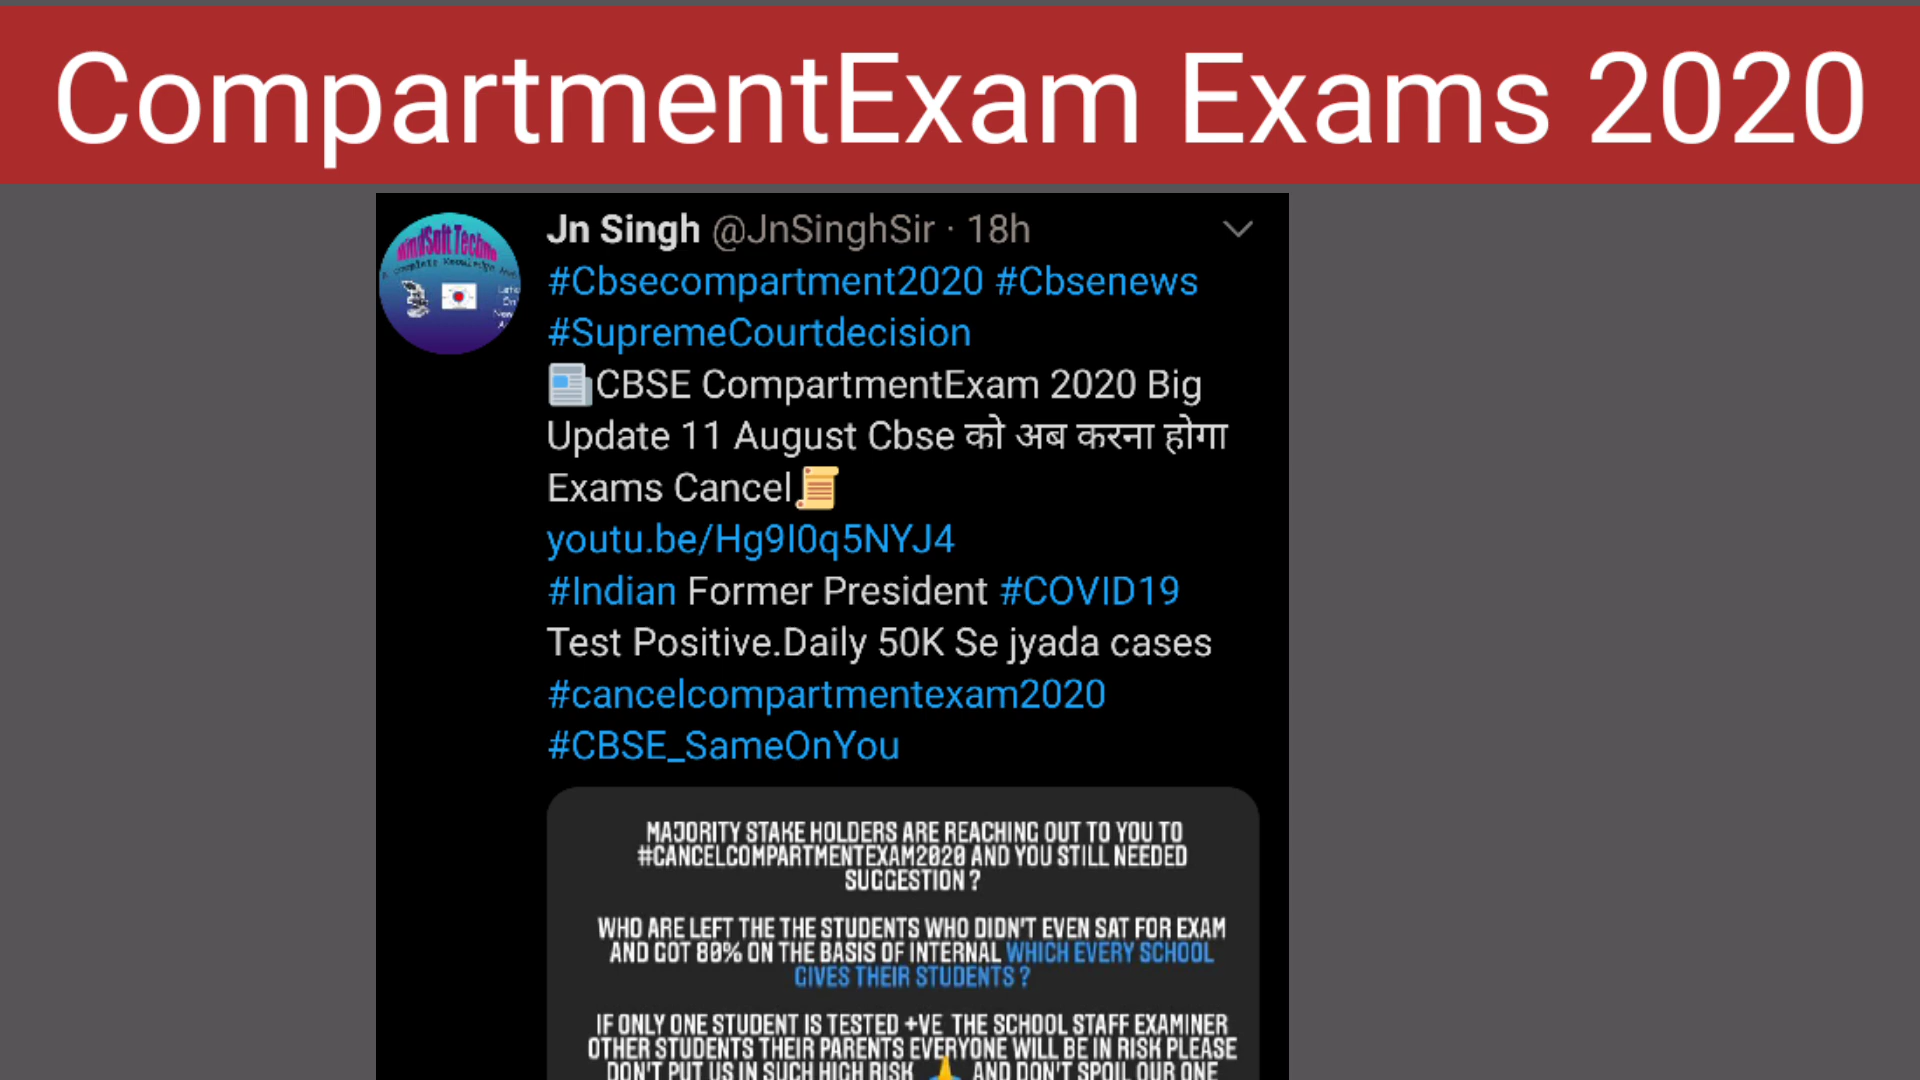 CompartmentExam Exams 2020
MindSoft Techno
Jn Singh @JnSinghSir · 18h
#Cbsecompartment2020 #Cbsenews
#SupremeCourtdecision
📰CBSE CompartmentExam 2020 Big
Update 11 August Cbse को अब करना होगा
Exams Cancel📜
youtu.be/Hg9I0q5NYJ4
#Indian Former President #COVID19
Test Positive.Daily 50K Se jyada cases
#cancelcompartmentexam2020
#CBSE_SameOnYou
MAJORITY STAKE HOLDERS ARE REACHING OUT TO YOU TO
#CANCELCOMPARTMENTEXAM2020 AND YOU STILL NEEDED
SUGGESTION ?
WHO ARE LEFT THE THE STUDENTS WHO DIDN'T EVEN SAT FOR EXAM
AND GOT 80% ON THE BASIS OF INTERNAL WHICH EVERY SCHOOL
GIVES THEIR STUDENTS ?
IF ONLY ONE STUDENT IS TESTED +VE THE SCHOOL STAFF EXAMINER
OTHER STUDENTS THEIR PARENTS EVERYONE WILL BE IN RISK PLEASE
DON'T PUT US IN SUCH HIGH RISK AND DON'T SPOIL OUR ONE